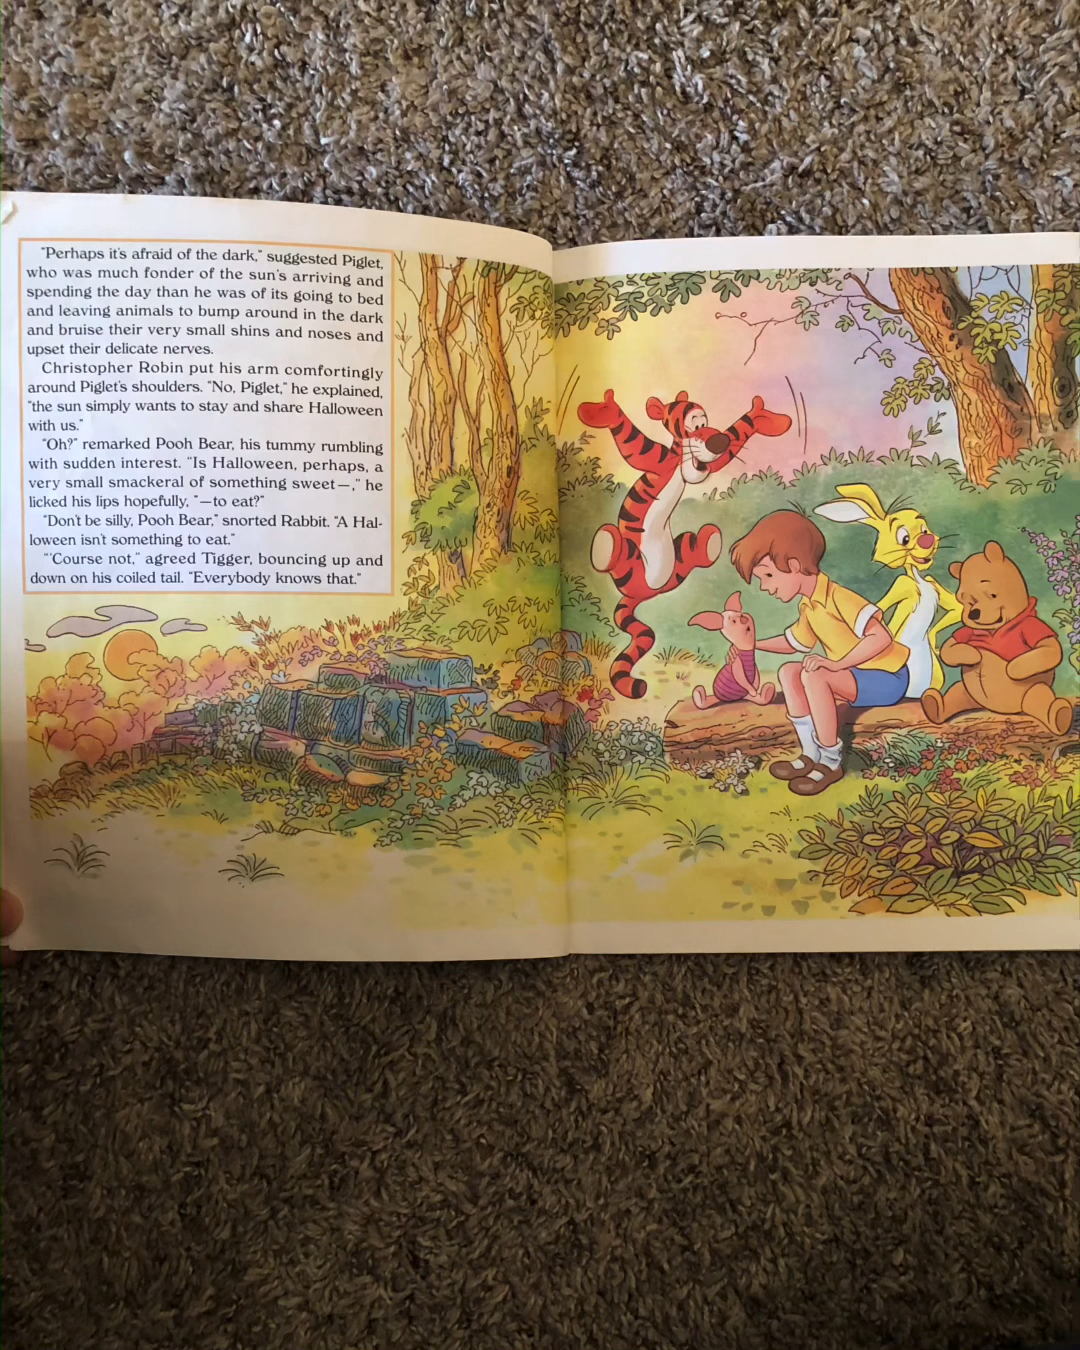 "Perhaps it's afraid of the dark," suggested Piglet,
who was much fonder of the sun's arriving and
spending the day than he was of its going to bed
and leaving animals to bump around in the dark
and bruise their very small shins and noses and
upset their delicate nerves.
Christopher Robin put his arm comfortingly
around Piglet's shoulders. "No, Piglet," he explained,
"the sun simply wants to stay and share Halloween
with us."
"Oh?" remarked Pooh Bear, his tummy rumbling
with sudden interest. "Is Halloween, perhaps, a
very small smackeral of something sweet—," he
licked his lips hopefully, "—to eat?"
"Don't be silly, Pooh Bear," snorted Rabbit. "A Hal-
loween isn't something to eat."
"'Course not," agreed Tigger, bouncing up and
down on his coiled tail. "Everybody knows that."